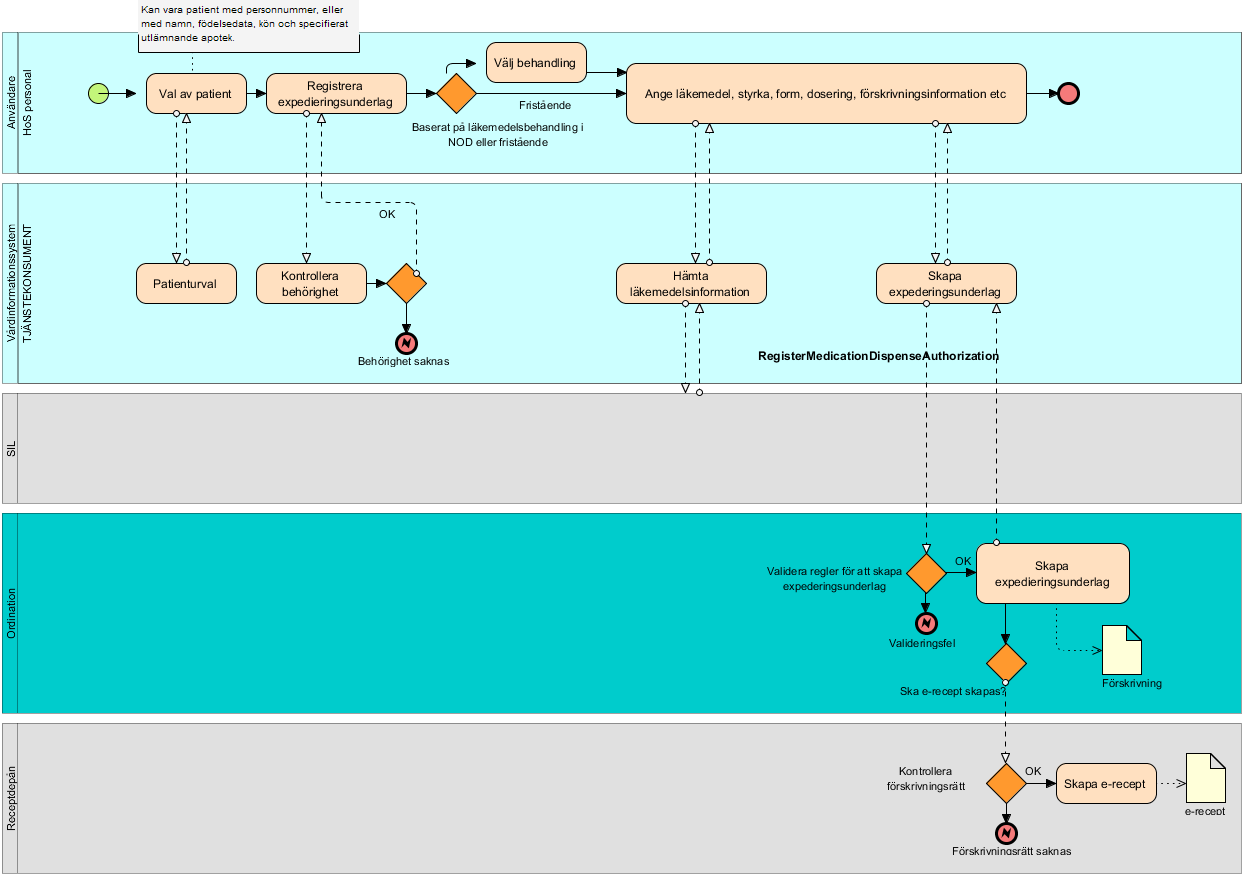 Kan vara patient med personnummer, eller
med namn, födelsedata, kön och specifierat
utlämnande apotek.
Användare
HoS personal
Val av patient
Registrera
expedieringsunderlag
Välj behandling
Fristående
Baserat på läkemedelsbehandling i
NOD eller fristående
Ange läkemedel, styrka, form, dosering, förskrivningsinformation etc
Vårdinformationssystem
TJÄNSTEKONSUMENT
OK
Patienturval
Kontrollera
behörighet
Behörighet saknas
Hämta
läkemedelsinformation
Skapa
expederingsunderlag
RegisterMedicationDispenseAuthorization
SIL
Ordination
Validera regler för att skapa
expederingsunderlag
OK
Skapa
expedieringsunderlag
Valideringsfel
Ska e-recept skapas?
Förskrivning
Receptdepån
Kontrollera
förskrivningsrätt
OK
Skapa e-recept
e-recept
Förskrivningsrätt saknas